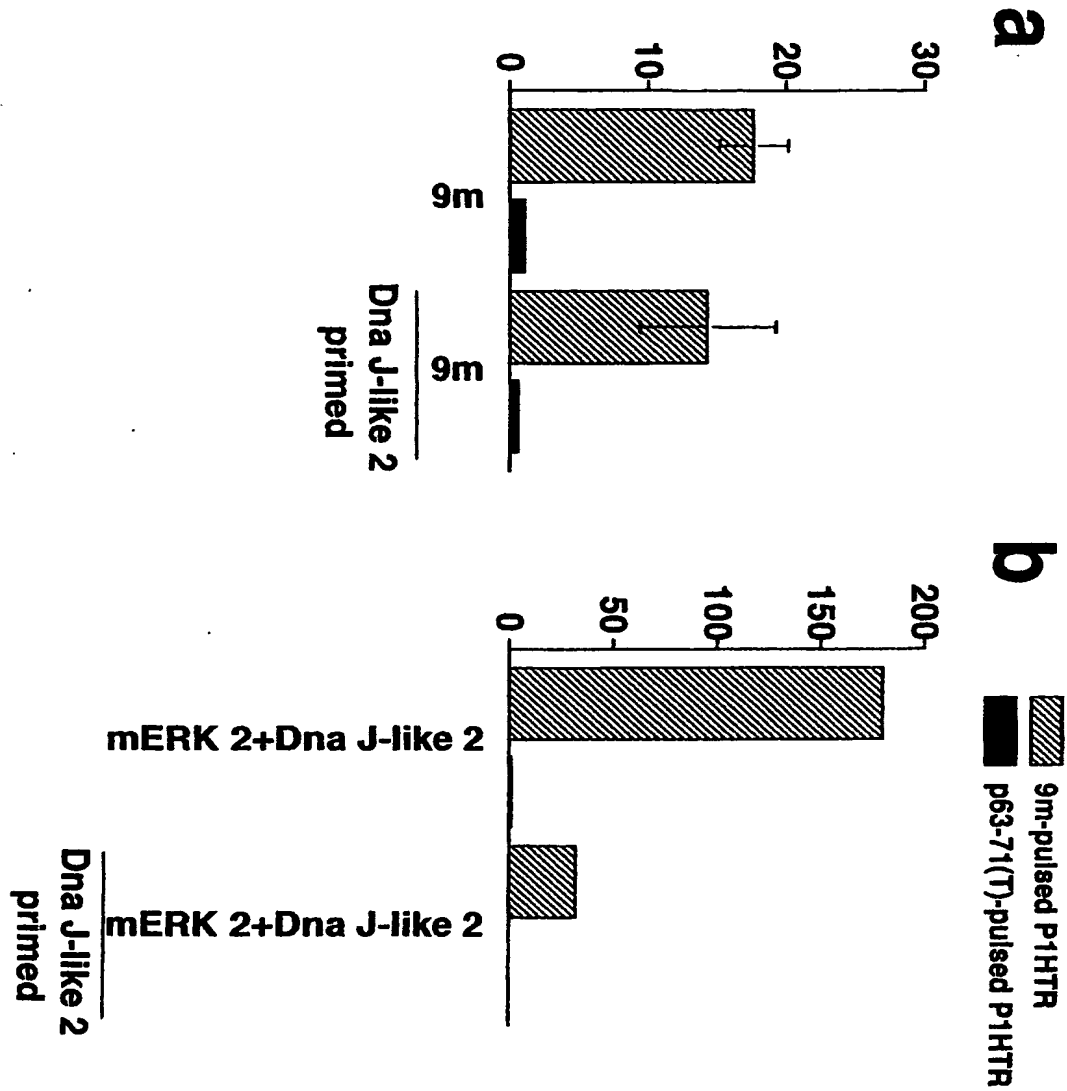 a
30
20
10
0
9m
9m
Dna J-like 2
primed
b
200
150
100
50
0
9m-pulsed P1HTR
p63-71(T)-pulsed P1HTR
mERK 2+Dna J-like 2
mERK 2+Dna J-like 2
Dna J-like 2
primed